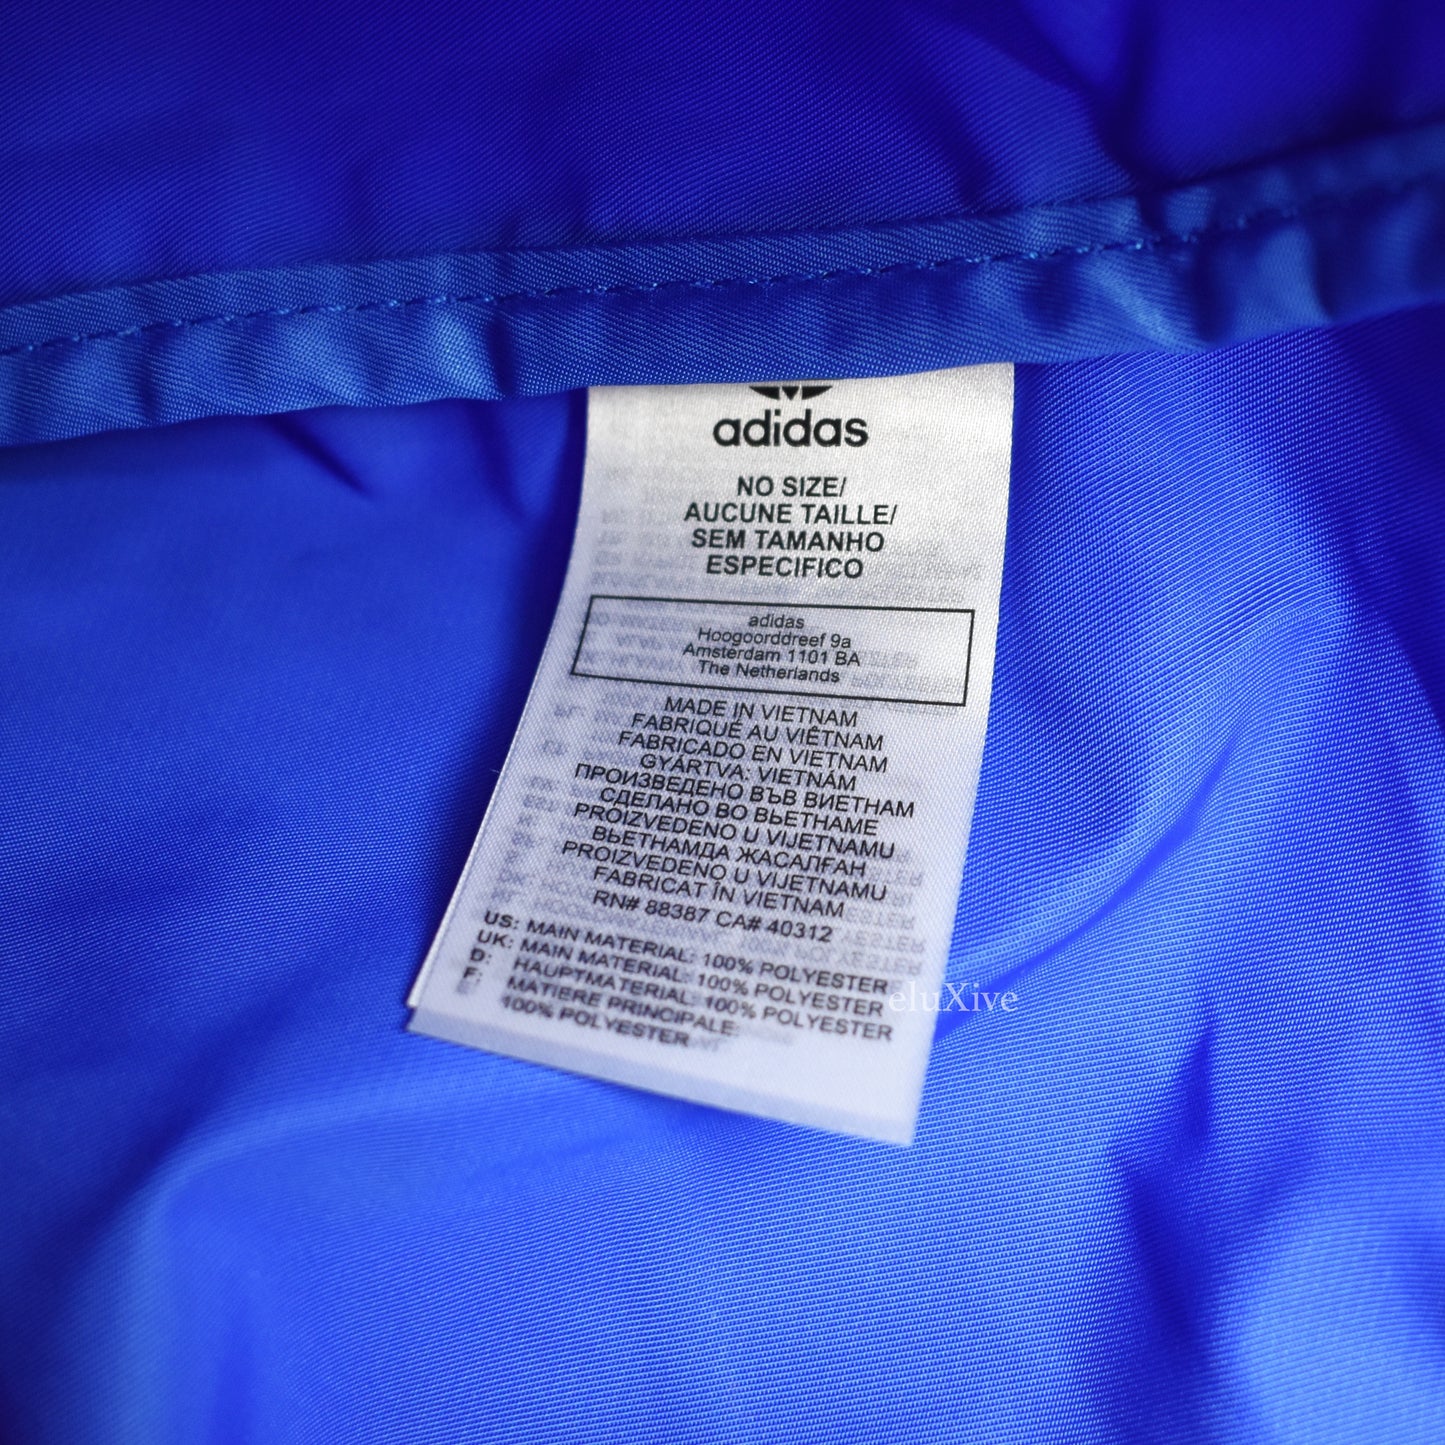 adidas
NO SIZE/
AUCUNE TAILLE/
SEM TAMANHO
ESPECIFICO
adidas
Hoogoorddreef 9a
Amsterdam 1101 BA
The Netherlands
MADE IN VIETNAM
FABRIQUÉ AU VIÊTNAM
FABRICADO EN VIETNAM
GYÁRTVA: VIETNÁM
ПРОИЗВЕДЕНО ВЪВ ВИЕТНАМ
СДЕЛАНО ВО ВЬЕТНАМЕ
PROIZVEDENO U VIJETNAMU
ВЬЕТНАМДА ЖАСАЛҒАН
PROIZVEDENO U VIJETNAMU
FABRICAT ÎN VIETNAM
RN# 88387 CA# 40312
US: MAIN MATERIAL: 100% POLYESTER
UK: MAIN MATERIAL: 100% POLYESTER
D: HAUPTMATERIAL: 100% POLYESTER
F: MATIERE PRINCIPALE:
100% POLYESTER
eluXive